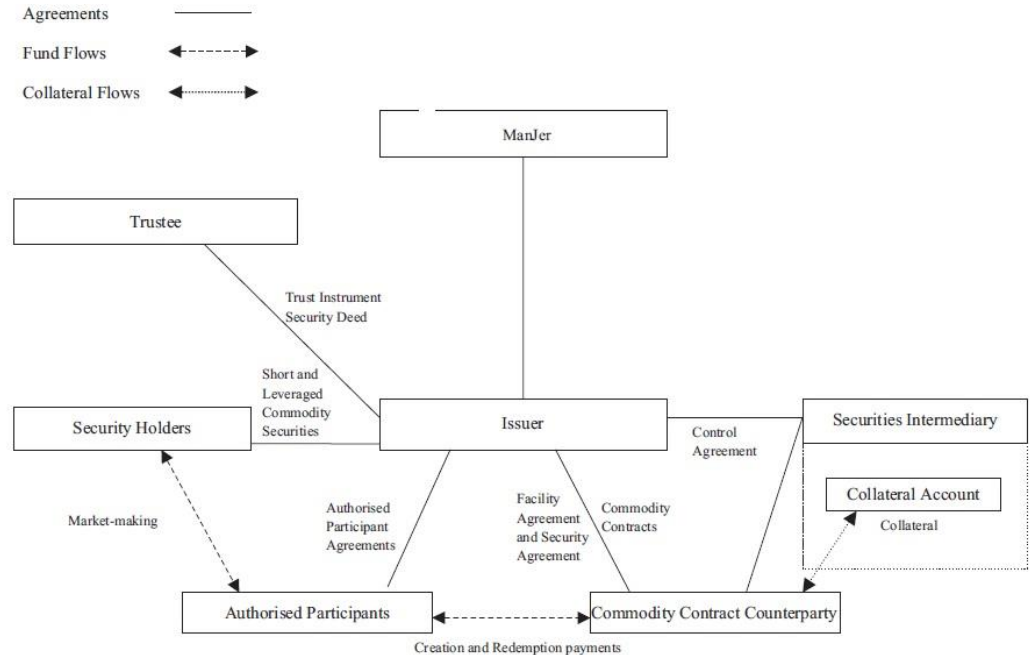 Agreements
Fund Flows
Collateral Flows
ManJer
Trustee
Trust Instrument
Security Deed
Short and
Leveraged
Commodity
Securities
Security Holders
Issuer
Control
Agreement
Securities Intermediary
Collateral Account
Collateral
Market-making
Authorised
Participant
Agreements
Facility
Agreement
and Security
Agreement
Commodity
Contracts
Authorised Participants
Commodity Contract Counterparty
Creation and Redemption payments